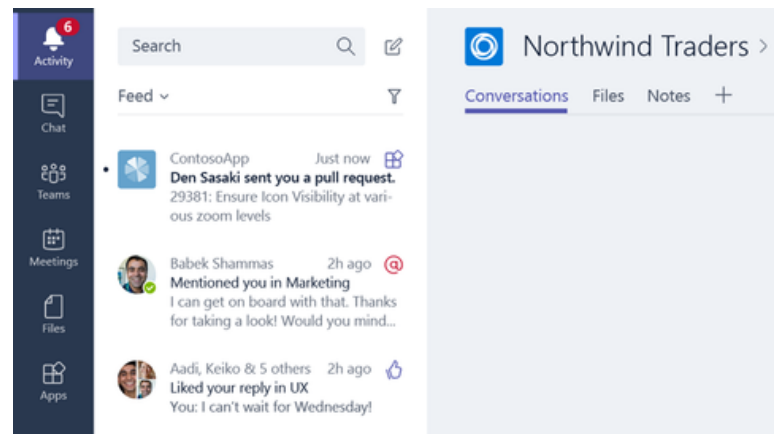 6
Activity
Chat
Teams
Meetings
Files
Apps
Search
Feed
ContosoApp Just now
Den Sasaki sent you a pull request.
29381: Ensure Icon Visibility at vari-
ous zoom levels
Babek Shammas 2h ago @
Mentioned you in Marketing
I can get on board with that. Thanks
for taking a look! Would you mind...
Aadi, Keiko & 5 others 2h ago
Liked your reply in UX
You: I can't wait for Wednesday!
Northwind Traders >
Conversations Files Notes +